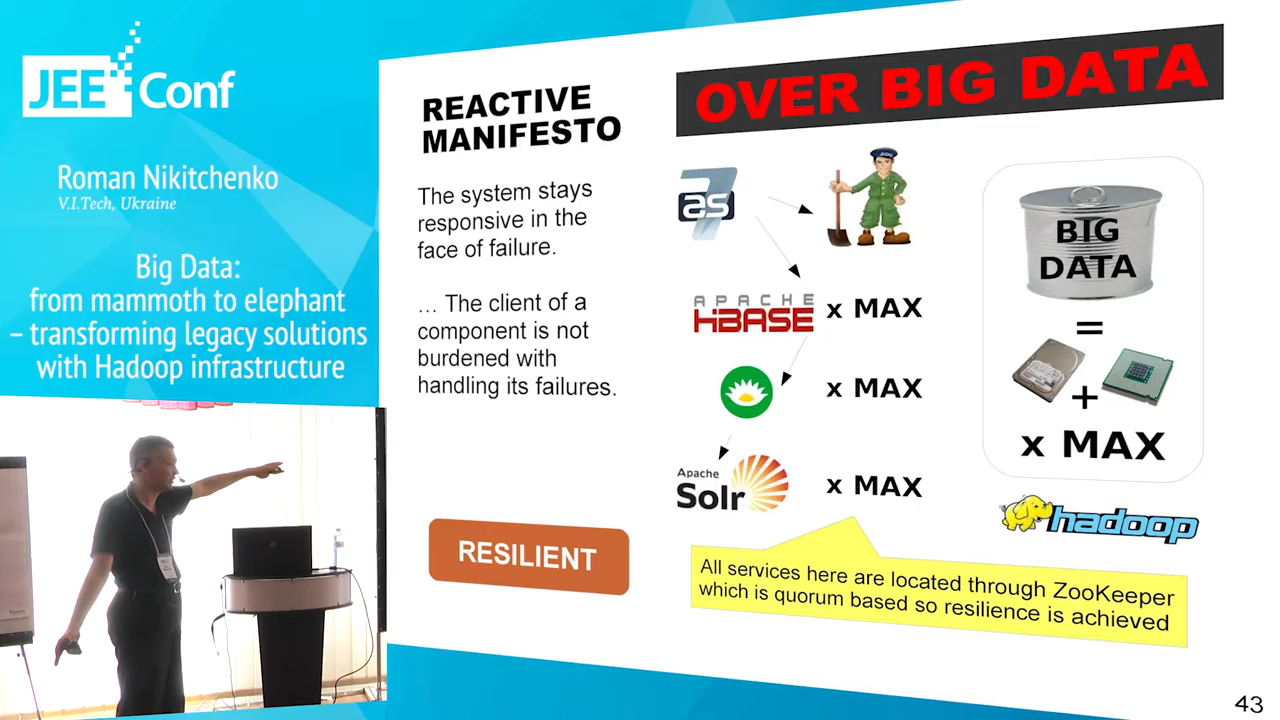 JEE Conf
Roman Nikitchenko
V.I.Tech, Ukraine
Big Data:
from mammoth to elephant
– transforming legacy solutions
with Hadoop infrastructure
REACTIVE
MANIFESTO
The system stays
responsive in the
face of failure.
... The client of a
component is not
burdened with
handling its failures.
RESILIENT
OVER BIG DATA
as 7
ZOO
APACHE
HBASE
x MAX
x MAX
Apache
Solr
x MAX
BIG
DATA
=
+
x MAX
hadoop
All services here are located through ZooKeeper
which is quorum based so resilience is achieved
43